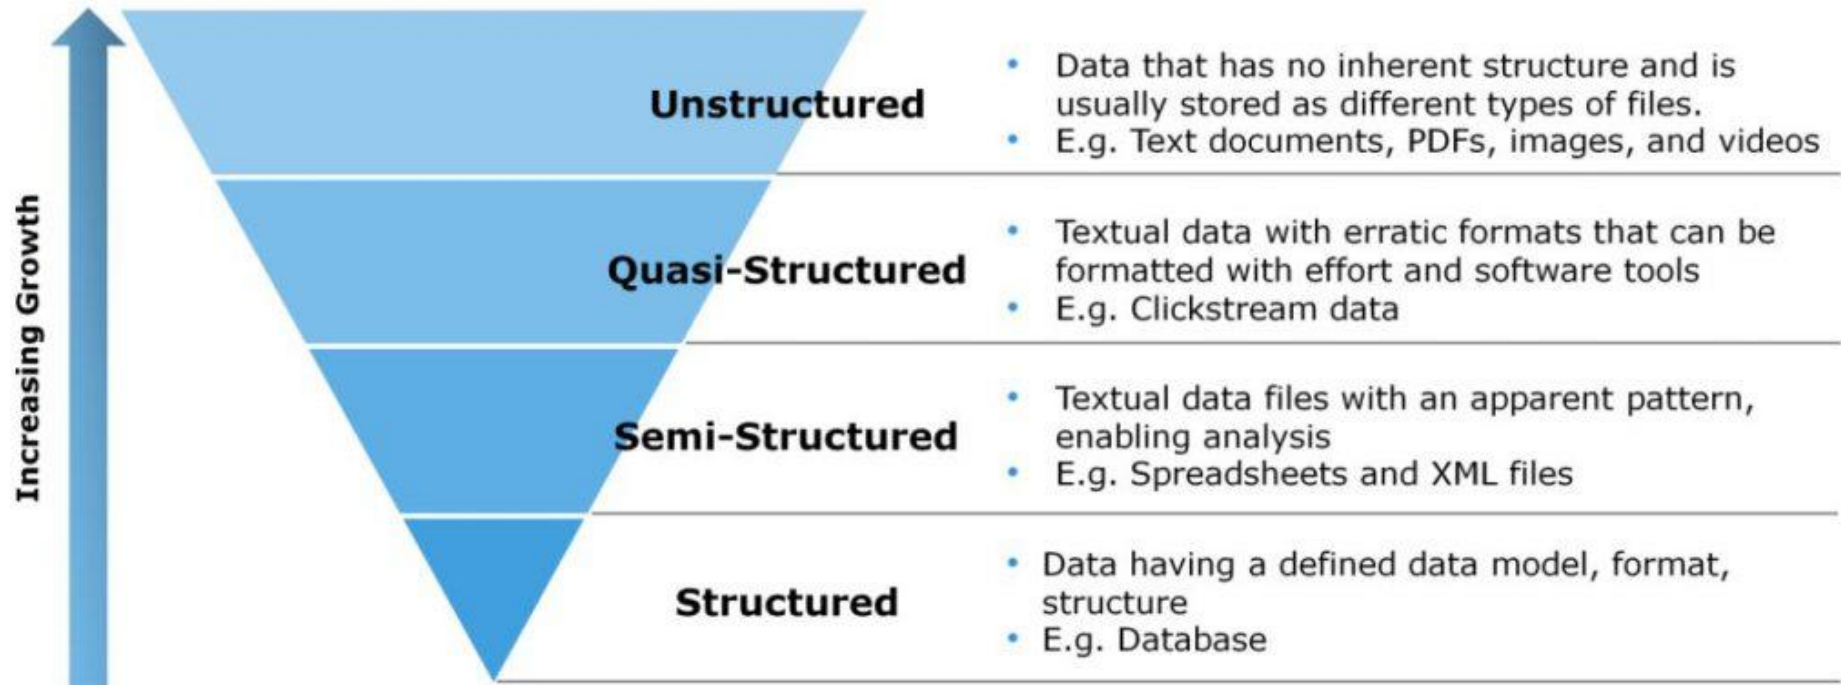 Increasing Growth
Unstructured
• Data that has no inherent structure and is
usually stored as different types of files.
• E.g. Text documents, PDFs, images, and videos
Quasi-Structured
• Textual data with erratic formats that can be
formatted with effort and software tools
• E.g. Clickstream data
Semi-Structured
• Textual data files with an apparent pattern,
enabling analysis
• E.g. Spreadsheets and XML files
Structured
• Data having a defined data model, format,
structure
• E.g. Database